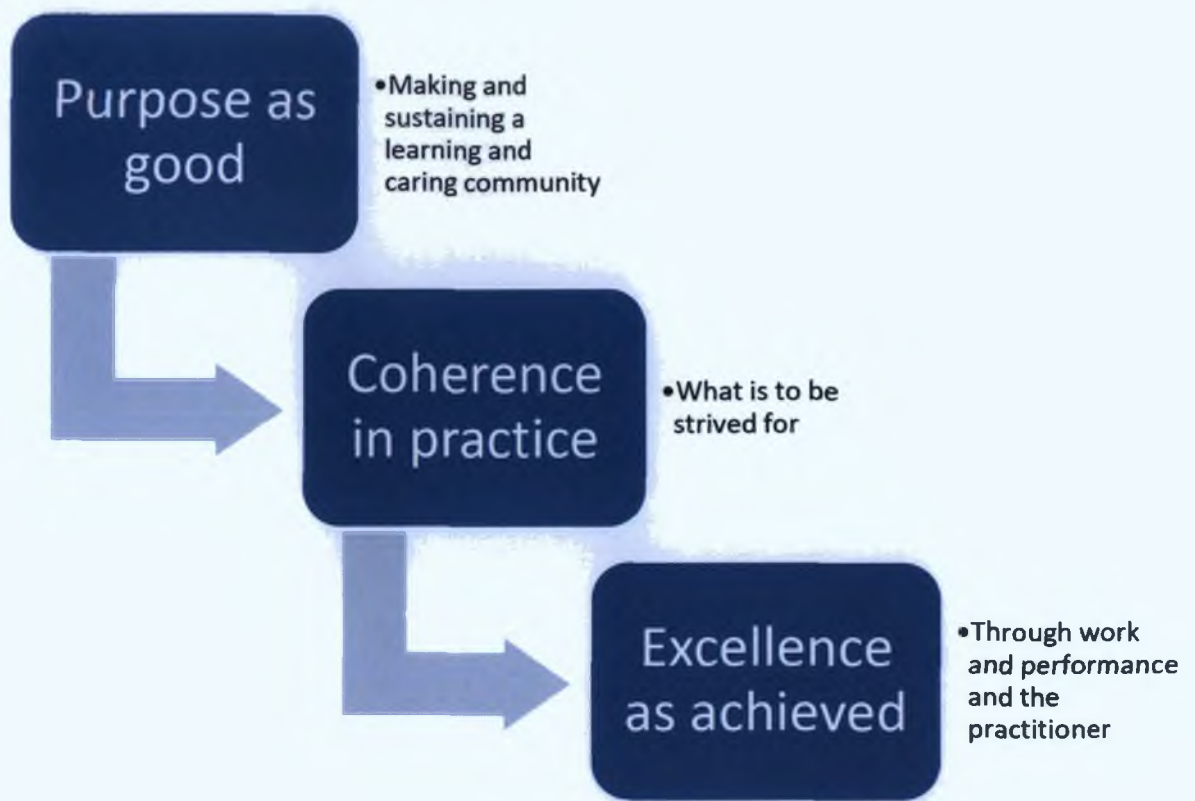 Purpose as
good
•Making and
sustaining a
learning and
caring community
Coherence
in practice
•What is to be
strived for
Excellence
as achieved
•Through work
and performance
and the
practitioner